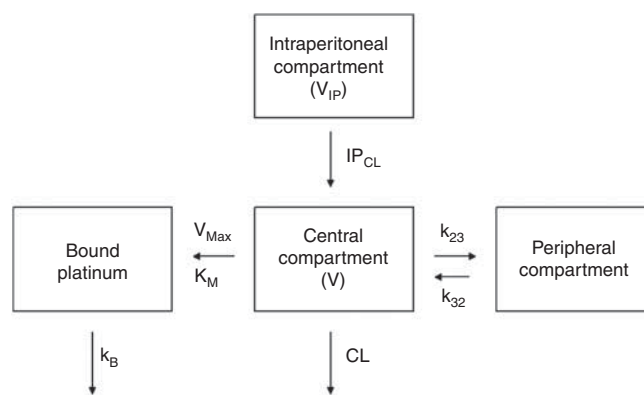 Intraperitoneal
compartment
(V_IP)
IP_CL
Bound
platinum
V_Max
K_M
Central
compartment
(V)
k_23
k_32
Peripheral
compartment
k_B
CL